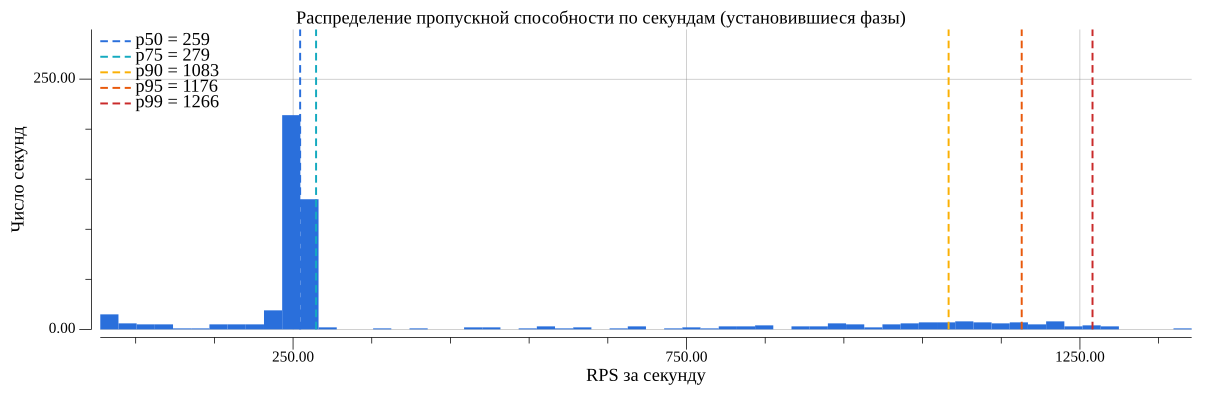 Распределение пропускной способности по секундам (установившиеся фазы)
p50 = 259
p75 = 279
p90 = 1083
p95 = 1176
p99 = 1266
250.00
0.00
Число секунд
250.00
750.00
1250.00
RPS за секунду